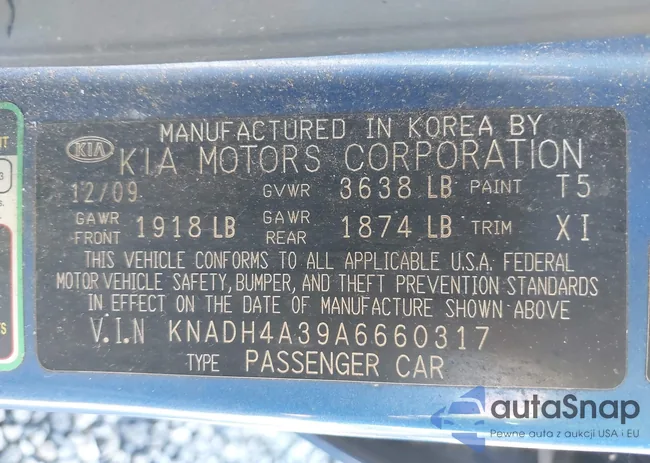 MANUFACTURED IN KOREA BY
KIA KIA MOTORS CORPORATION
12/09 GVWR 3638 LB PAINT T5
GAWR FRONT 1918 LB GAWR REAR 1874 LB TRIM XI
THIS VEHICLE CONFORMS TO ALL APPLICABLE U.S.A. FEDERAL
MOTOR VEHICLE SAFETY, BUMPER, AND THEFT PREVENTION STANDARDS
IN EFFECT ON THE DATE OF MANUFACTURE SHOWN ABOVE
V.I.N KNADH4A39A6660317
TYPE PASSENGER CAR
autaSnap
Pewne auta z aukcji USA i EU